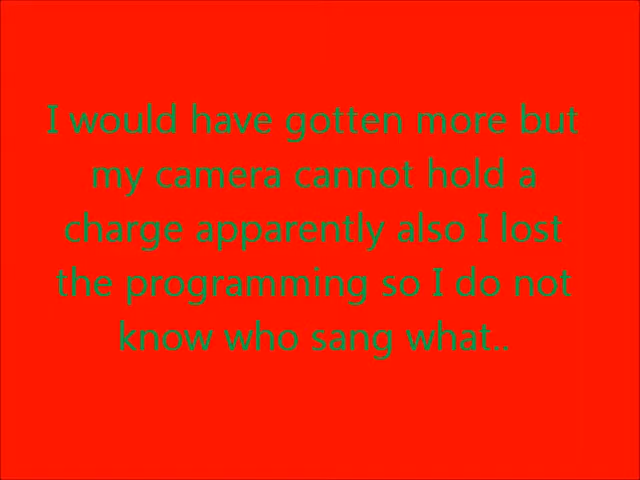 I would have gotten more but
my camera cannot hold a
charge apparently also I lost
the programming so I do not
know who sang what..